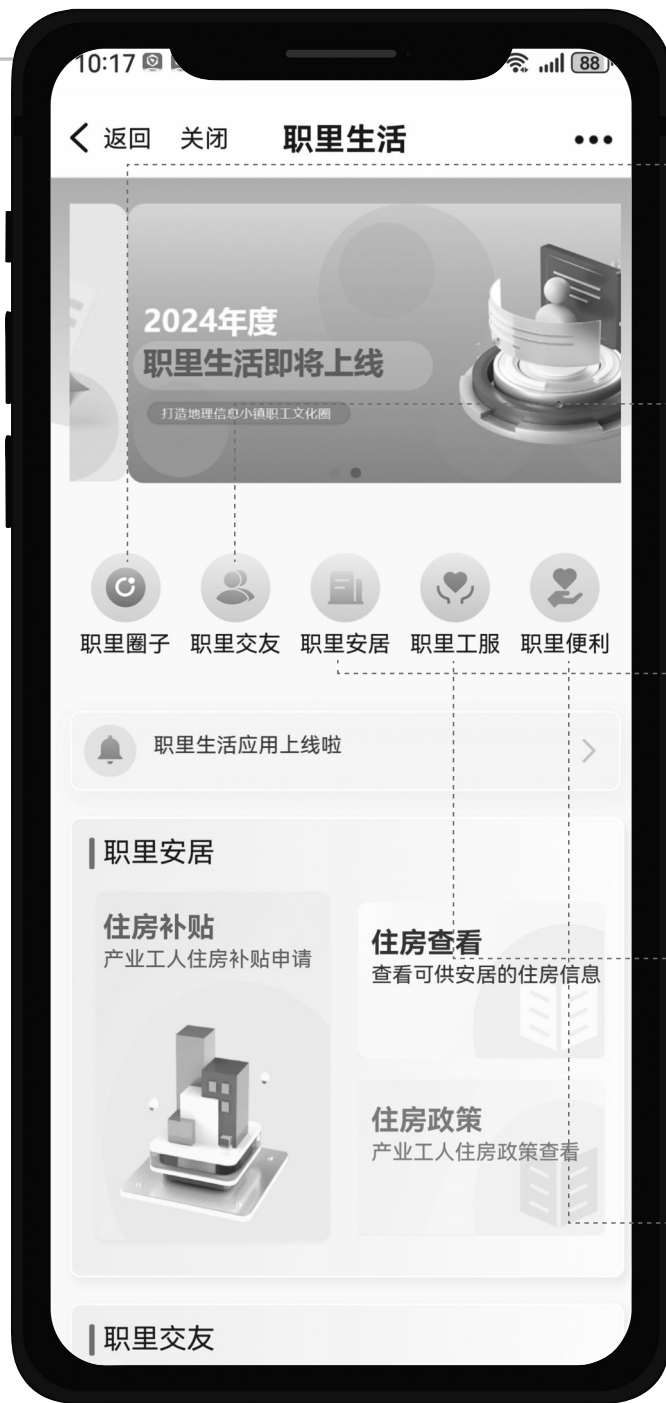 10:17
88
返回 关闭 职里生活
2024年度
职里生活即将上线
打造地理信息小镇职工文化圈
职里圈子 职里交友 职里安居 职里工服 职里便利
职里生活应用上线啦
职里安居
住房补贴
产业工人住房补贴申请
住房查看
查看可供安居的住房信息
住房政策
产业工人住房政策查看
职里交友